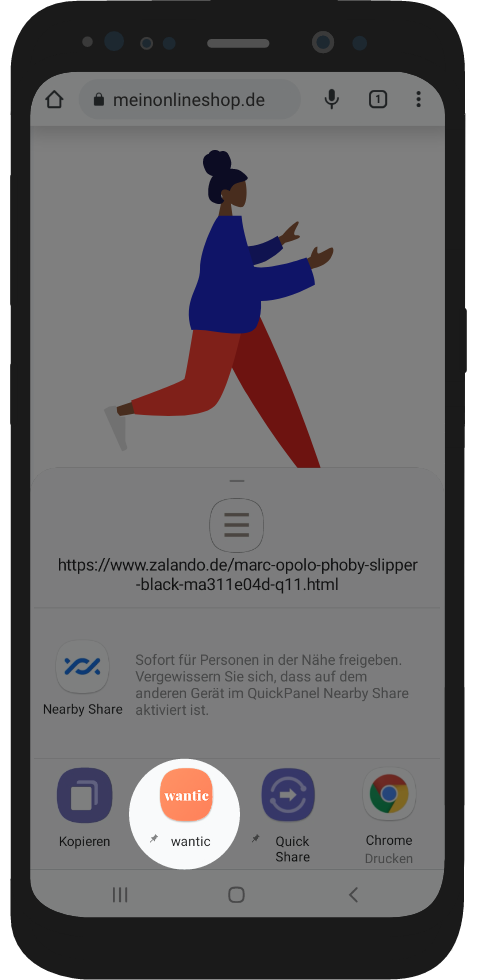 meinonlineshop.de
1
https://www.zalando.de/marc-opolo-phoby-slipper
-black-ma311e04d-q11.html
Nearby Share
Sofort für Personen in der Nähe freigeben.
Vergewissern Sie sich, dass auf dem
anderen Gerät im QuickPanel Nearby Share
aktiviert ist.
wantic
Kopieren
wantic
Quick
Share
Chrome
Drucken